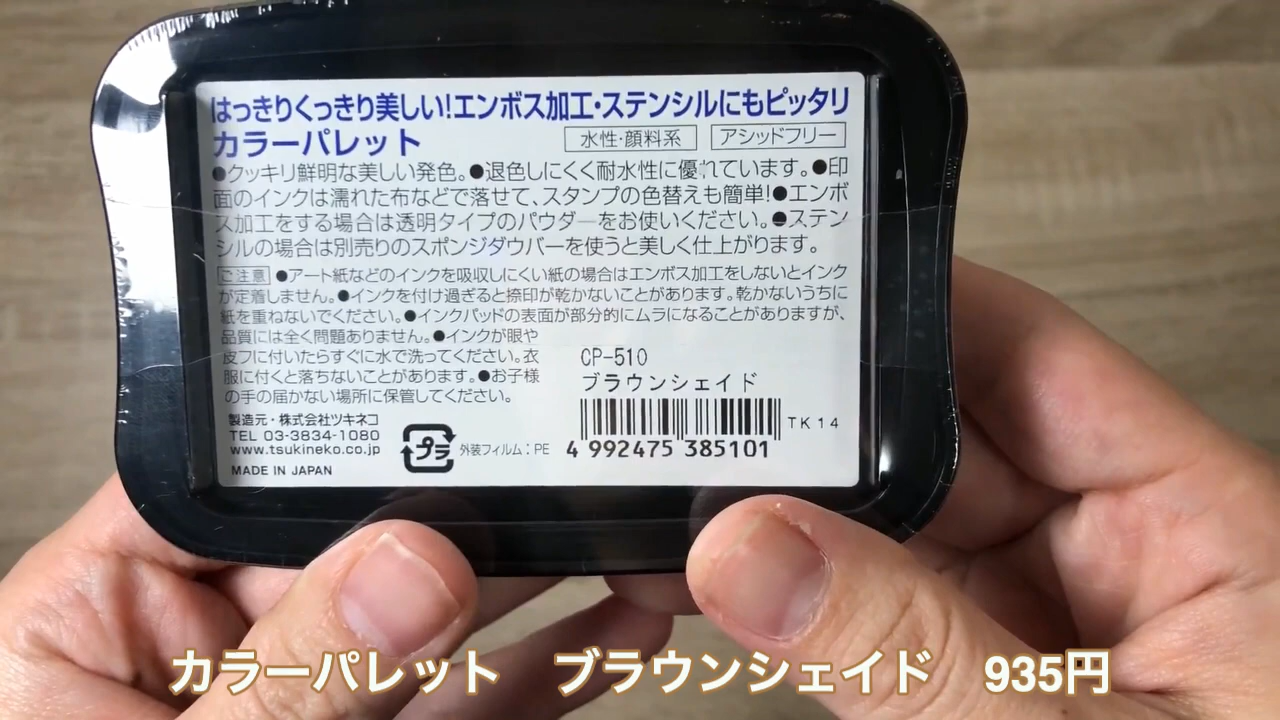 はっきりくっきり美しい!エンボス加工・ステンシルにもピッタリ
カラーパレット 水性・顔料系 アシッドフリー
●クッキリ鮮明な美しい発色。●退色しにくく耐水性に優れています。●印
面のインクは濡れた布などで落せて、スタンプの色替えも簡単!●エンボ
ス加工をする場合は透明タイプのパウダーをお使いください。●ステン
シルの場合は別売りのスポンジダウバーを使うと美しく仕上がります。
ご注意 ●アート紙などのインクを吸収しにくい紙の場合はエンボス加工をしないとインク
が定着しません。●インクを付け過ぎると捺印が乾かないことがあります。乾かないうちに
紙を重ねないでください。●インクパッドの表面が部分的にムラになることがありますが、
品質には全く問題ありません。●インクが眼や
皮フに付いたらすぐに水で洗ってください。衣
服に付くと落ちないことがあります。●お子様
の手の届かない場所に保管してください。
CP-510
ブラウンシェイド
TK14
4 992475 385101
製造元・株式会社ツキネコ
TEL 03-3834-1080
www.tsukineko.co.jp
MADE IN JAPAN
プラ 外装フィルム:PE
カラーパレット ブラウンシェイド 935円